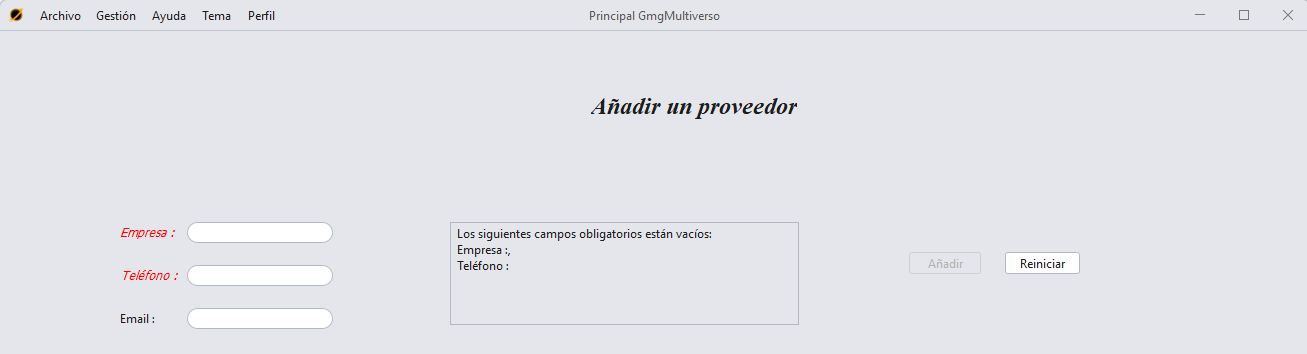 Archivo Gestión Ayuda Tema Perfil Principal GmgMultiverso
Añadir un proveedor
Empresa :
Teléfono :
Email :
Los siguientes campos obligatorios están vacíos:
Empresa :,
Teléfono :
Añadir Reiniciar